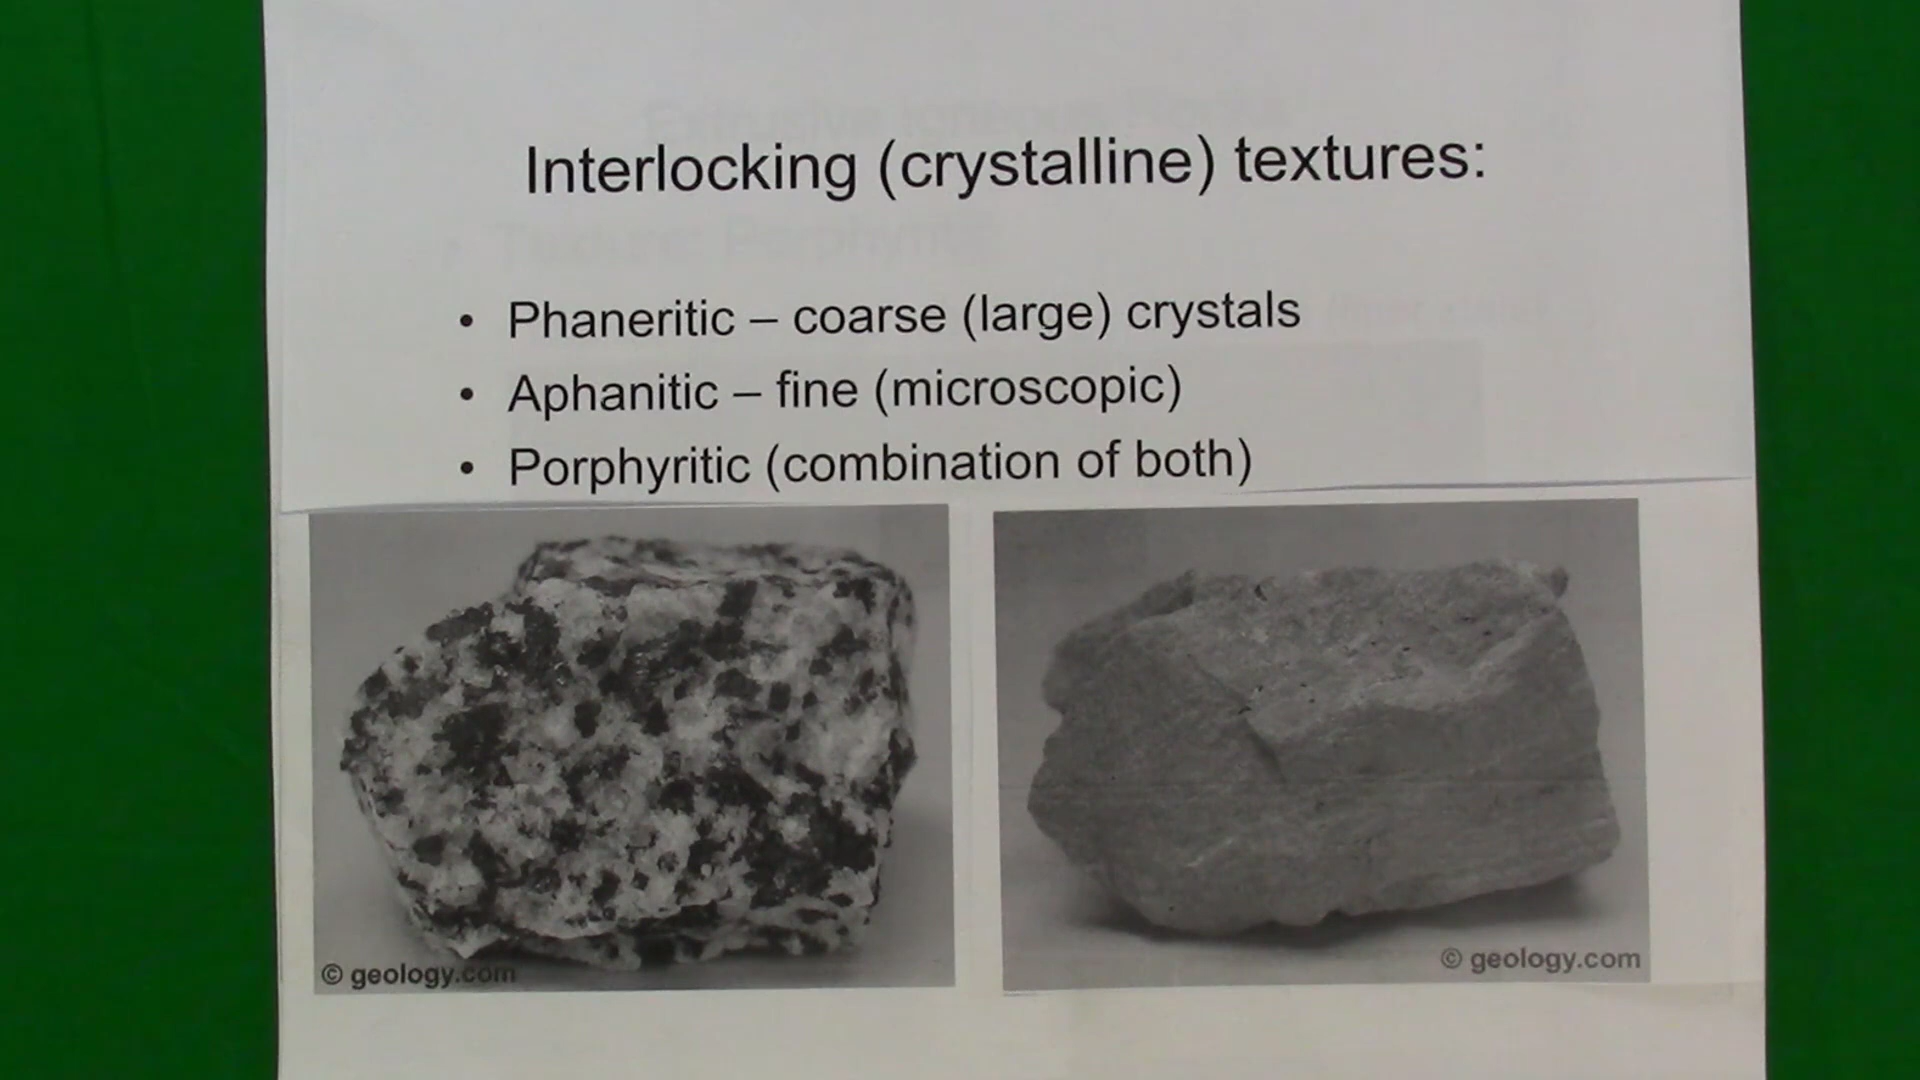 Interlocking (crystalline) textures:
• Phaneritic – coarse (large) crystals
• Aphanitic – fine (microscopic)
• Porphyritic (combination of both)
© geology.com
© geology.com